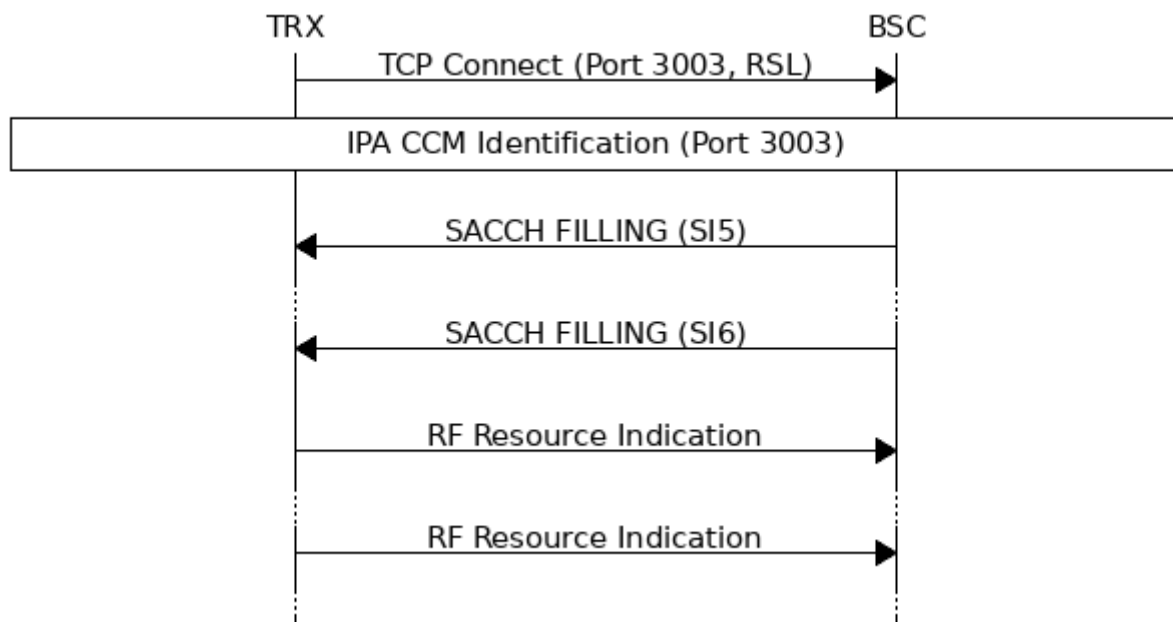 TRX BSC
TCP Connect (Port 3003, RSL)
IPA CCM Identification (Port 3003)
SACCH FILLING (SI5)
SACCH FILLING (SI6)
RF Resource Indication
RF Resource Indication